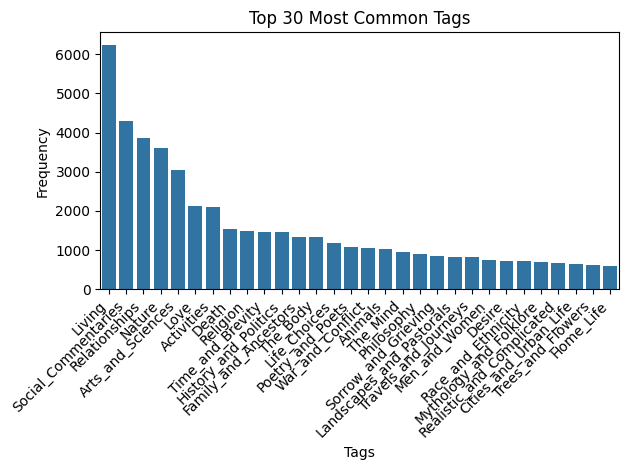 Top 30 Most Common Tags
Frequency
6000
5000
4000
3000
2000
1000
0
Living
Social_Commentaries
Relationships
Nature
Arts_and_Sciences
Love
Activities
Death
Religion
Time_and_Brevity
History_and_Politics
Family_and_Ancestors
The_Body
Life_Choices
Poetry_and_Poets
War_and_Conflict
Animals
The_Mind
Philosophy
Sorrow_and_Grieving
Landscapes_and_Pastorals
Travels_and_Journeys
Men_and_Women
Desire
Race_and_Ethnicity
Mythology_and_Folklore
Realistic_and_Complicated
Cities_and_Urban_Life
Trees_and_Flowers
Home_Life
Tags